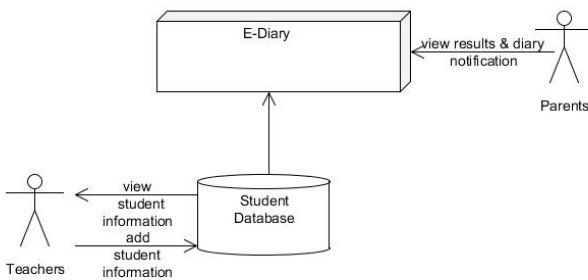 E-Diary
view results & diary
notification
Parents
view
student
information
add
student
information
Student
Database
Teachers